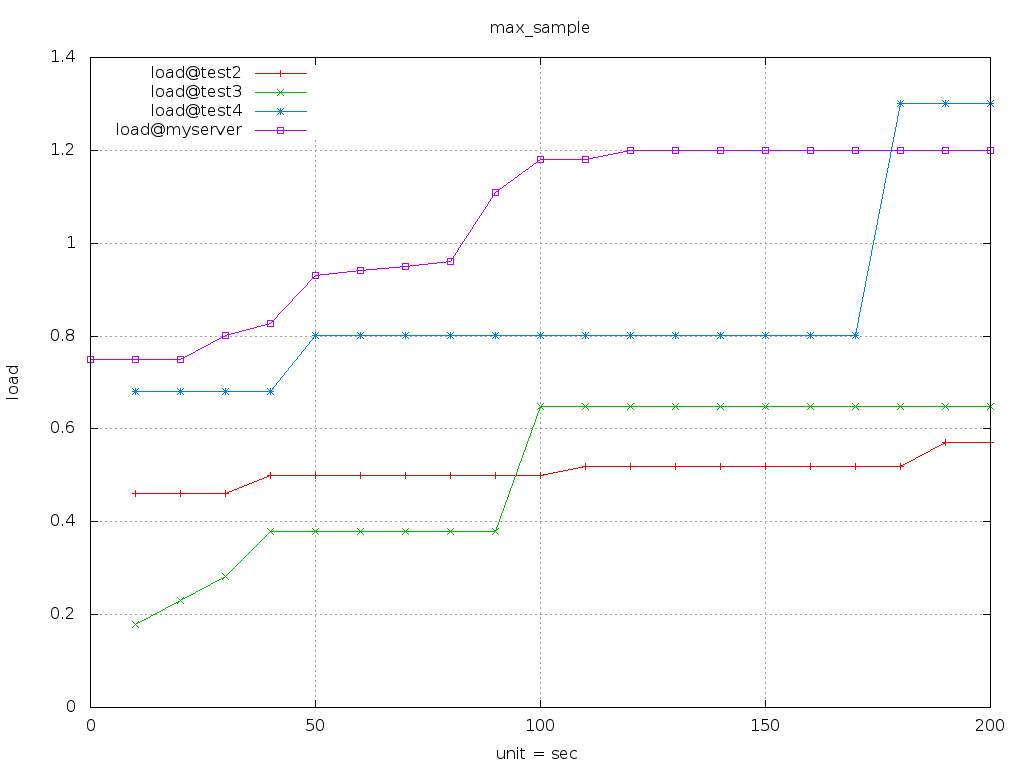 max_sample
load@test2
load@test3
load@test4
load@myserver
1.4
1.2
1
0.8
0.6
0.4
0.2
0
load
0 50 100 150 200
unit = sec